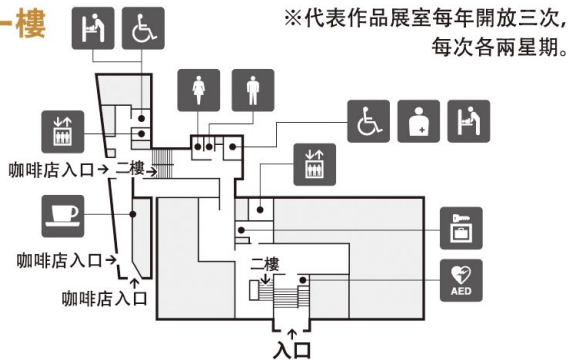 一樓
※代表作品展室每年開放三次,
每次各兩星期。
咖啡店入口
二樓
咖啡店入口
咖啡店入口
二樓
AED
入口